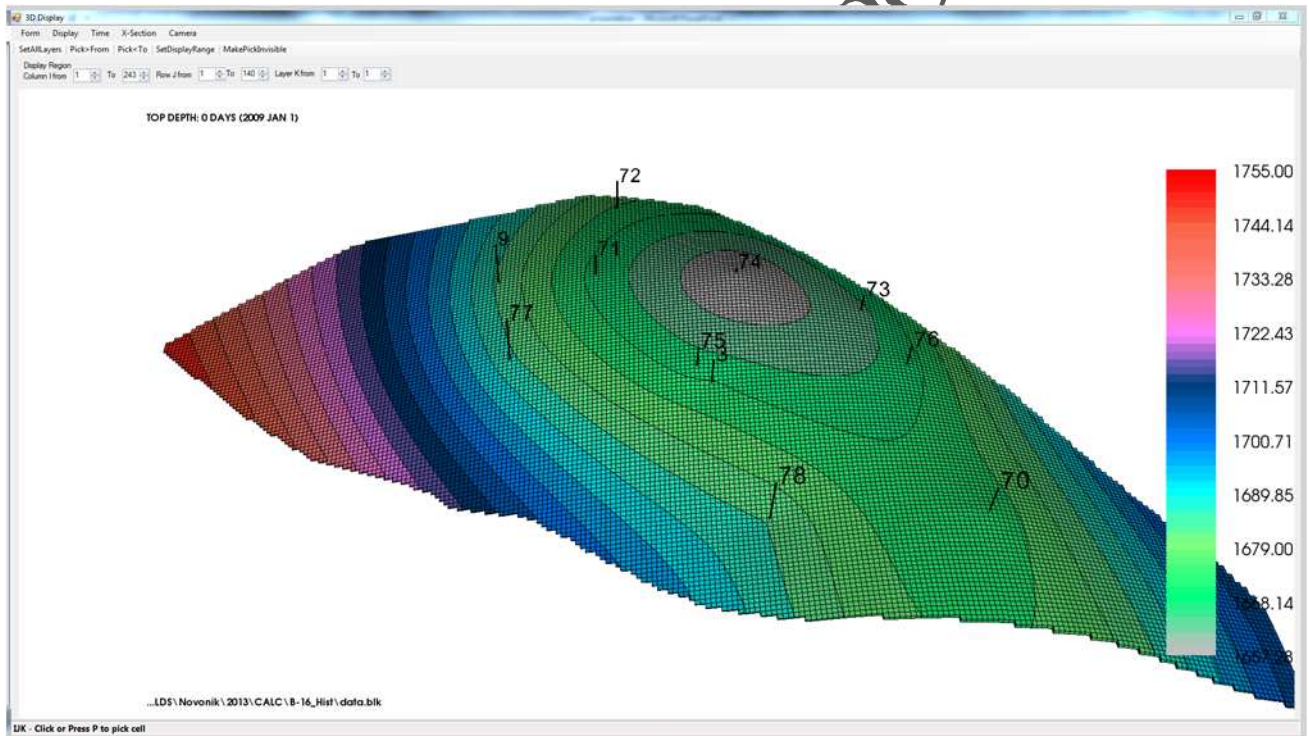 3D.Display
Form Display Time X-Section Camera
SetAllLayers Pick>From Pick<To SetDisplayRange MakePickInvisible
Display Region
Column I from 1 To 243 Row J from 1 To 140 Layer K from 1 To 1
TOP DEPTH: 0 DAYS (2009 JAN 1)
72
1755.00
1744.14
9
71
74
73
1733.28
77
75
3
76
1722.43
1711.57
1700.71
78
70
1689.85
1679.00
1668.14
1657.28
...LDS\Novonik\2013\CALC\B-16_Hist\data.blk
IJK - Click or Press P to pick cell